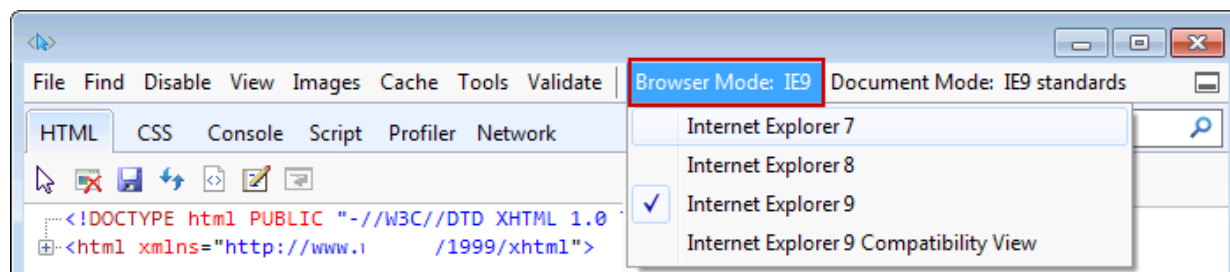 File Find Disable View Images Cache Tools Validate Browser Mode: IE9 Document Mode: IE9 standards
HTML CSS Console Script Profiler Network
Internet Explorer 7
Internet Explorer 8
Internet Explorer 9
Internet Explorer 9 Compatibility View
<!DOCTYPE html PUBLIC "-//W3C//DTD XHTML 1.0
<html xmlns="http://www. /1999/xhtml">